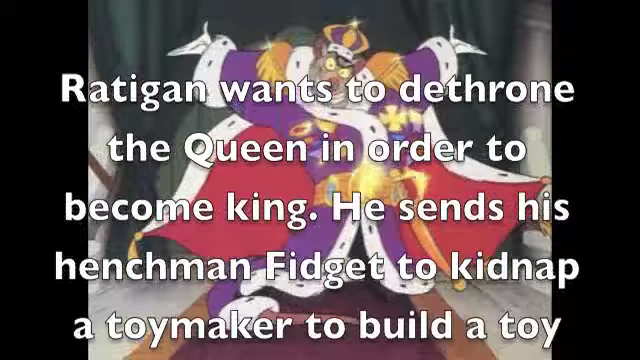 Ratigan wants to dethrone
the Queen in order to
become king. He sends his
henchman Fidget to kidnap
a toymaker to build a toy